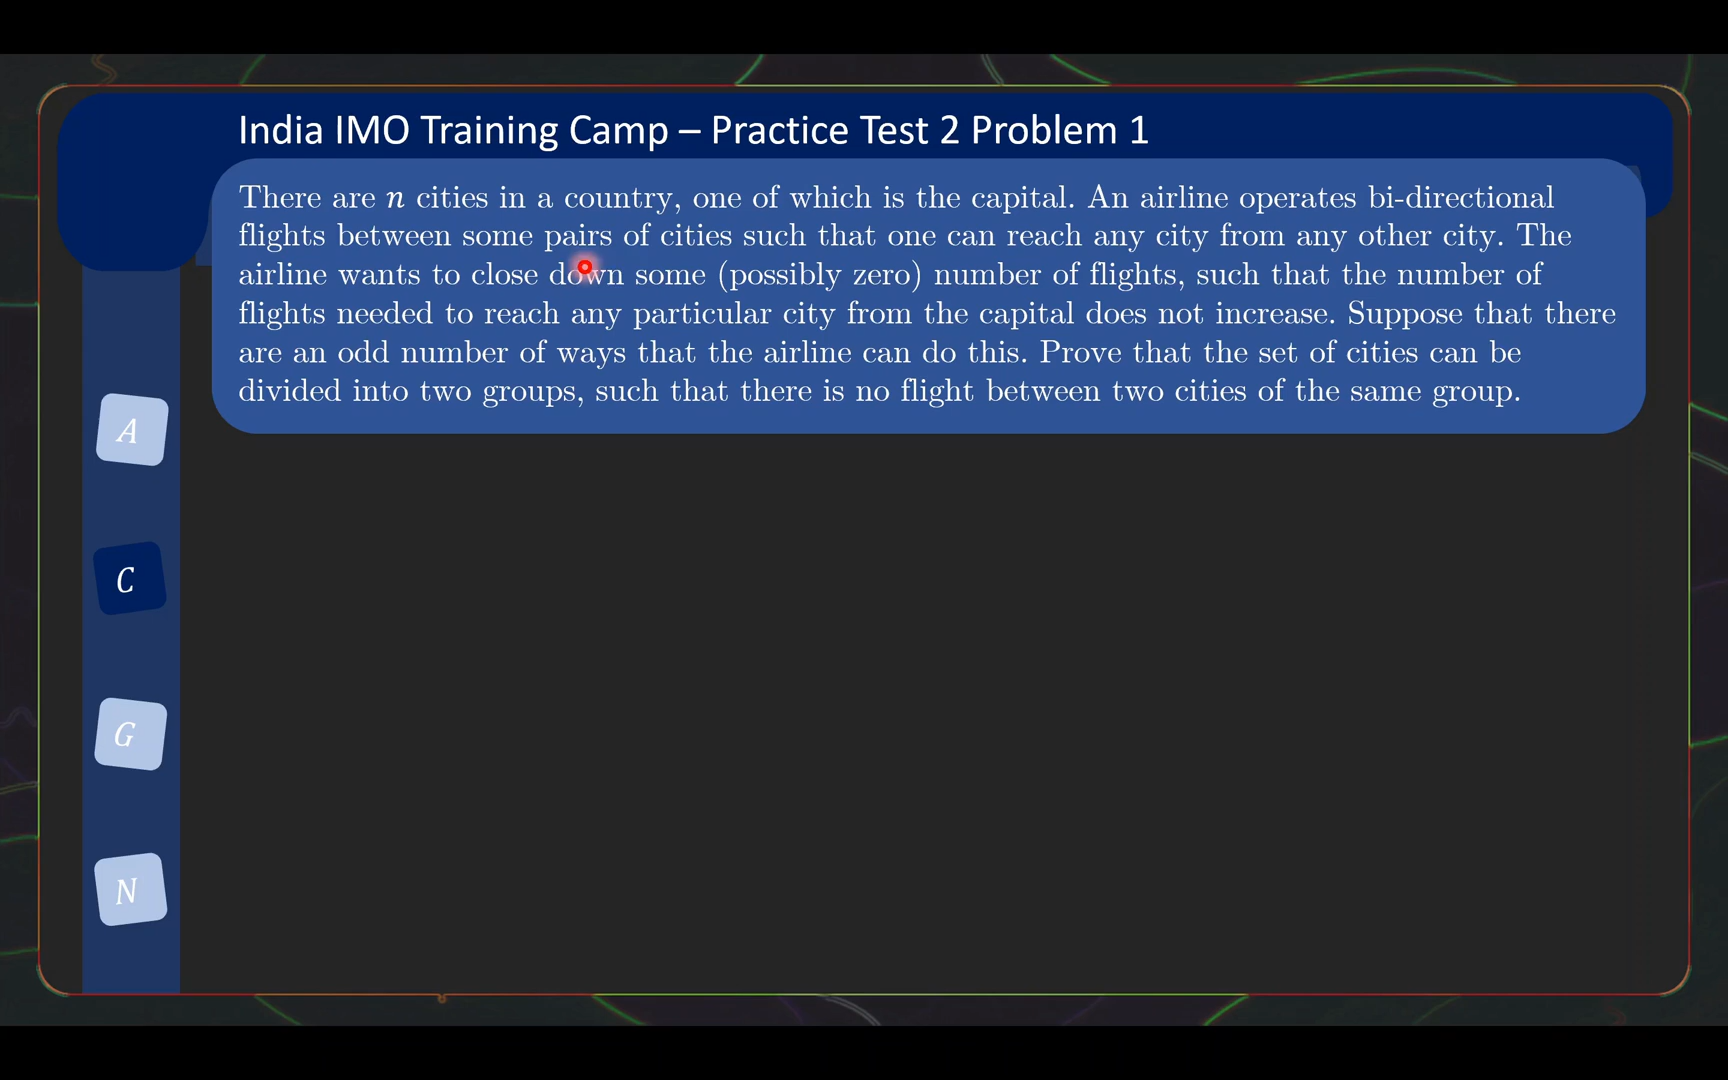 India IMO Training Camp – Practice Test 2 Problem 1
There are n cities in a country, one of which is the capital. An airline operates bi-directional
flights between some pairs of cities such that one can reach any city from any other city. The
airline wants to close down some (possibly zero) number of flights, such that the number of
flights needed to reach any particular city from the capital does not increase. Suppose that there
are an odd number of ways that the airline can do this. Prove that the set of cities can be
divided into two groups, such that there is no flight between two cities of the same group.
A
C
G
N